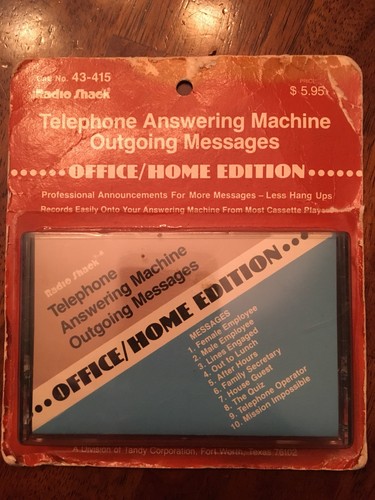 Cat. No. 43-415
Radio Shack
PRICE
$ 5.95
Telephone Answering Machine
Outgoing Messages
OFFICE/HOME EDITION
Professional Announcements For More Messages – Less Hang Ups
Records Easily Onto Your Answering Machine From Most Cassette Players
Radio Shack
Telephone
Answering Machine
Outgoing Messages
OFFICE/HOME EDITION
MESSAGES
1. Female Employee
2. Male Employee
3. Lines Engaged
4. Out to Lunch
5. After Hours
6. Family Secretary
7. House Guest
8. The Quiz
9. Telephone Operator
10. Mission Impossible
A Division of Tandy Corporation, Fort Worth, Texas 76102